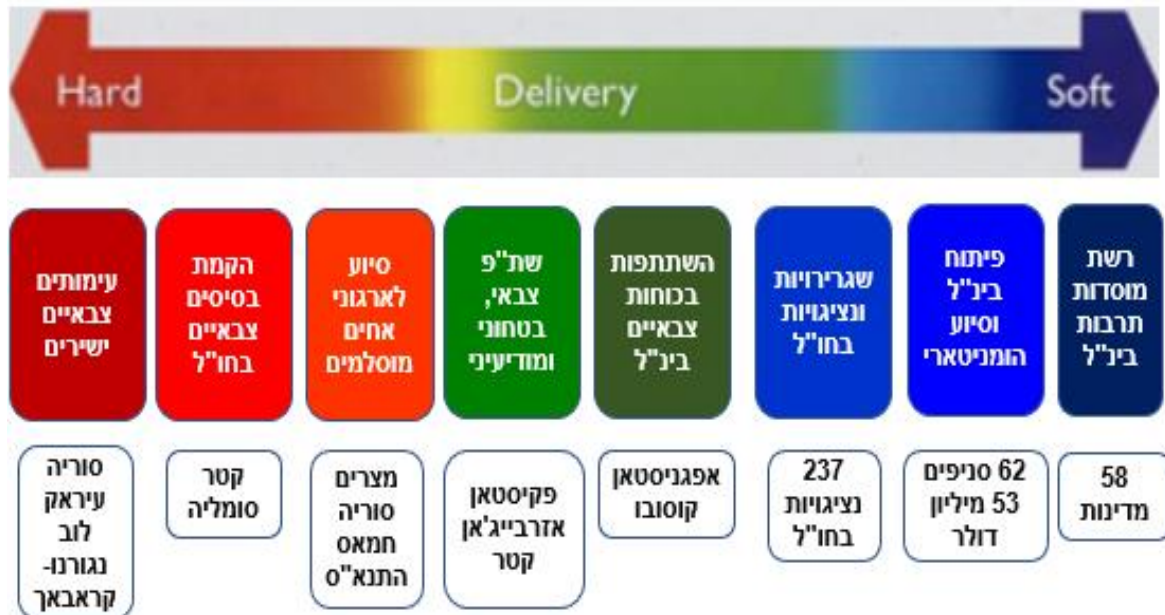 Hard Delivery Soft
עימותים
צבאיים
ישירים
הקמת
בסיסים
צבאיים
בחו"ל
סיוע
לארגוני
אחים
מוסלמים
שת"פ
צבאי,
בטחוני
ומודיעיני
השתתפות
בכוחות
צבאיים
בינ"ל
שגרירויות
ונציגויות
בחו"ל
פיתוח
בינ"ל
וסיוע
הומניטארי
רשת
מוסדות
תרבות
בינ"ל
סוריה
עיראק
לוב
נגורנו-
קראבאך
קטר
סומליה
מצרים
סוריה
חמאס
התנא"ס
פקיסטאן
אזרבייג'אן
קטר
אפגניסטאן
קוסובו
237
נציגויות
בחו"ל
62 סניפים
53 מיליון
דולר
58
מדינות